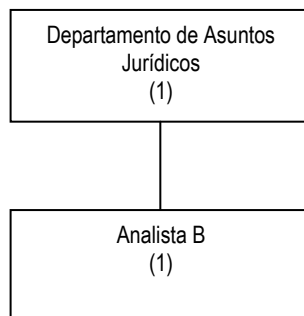 Departamento de Asuntos
Jurídicos
(1)
Analista B
(1)